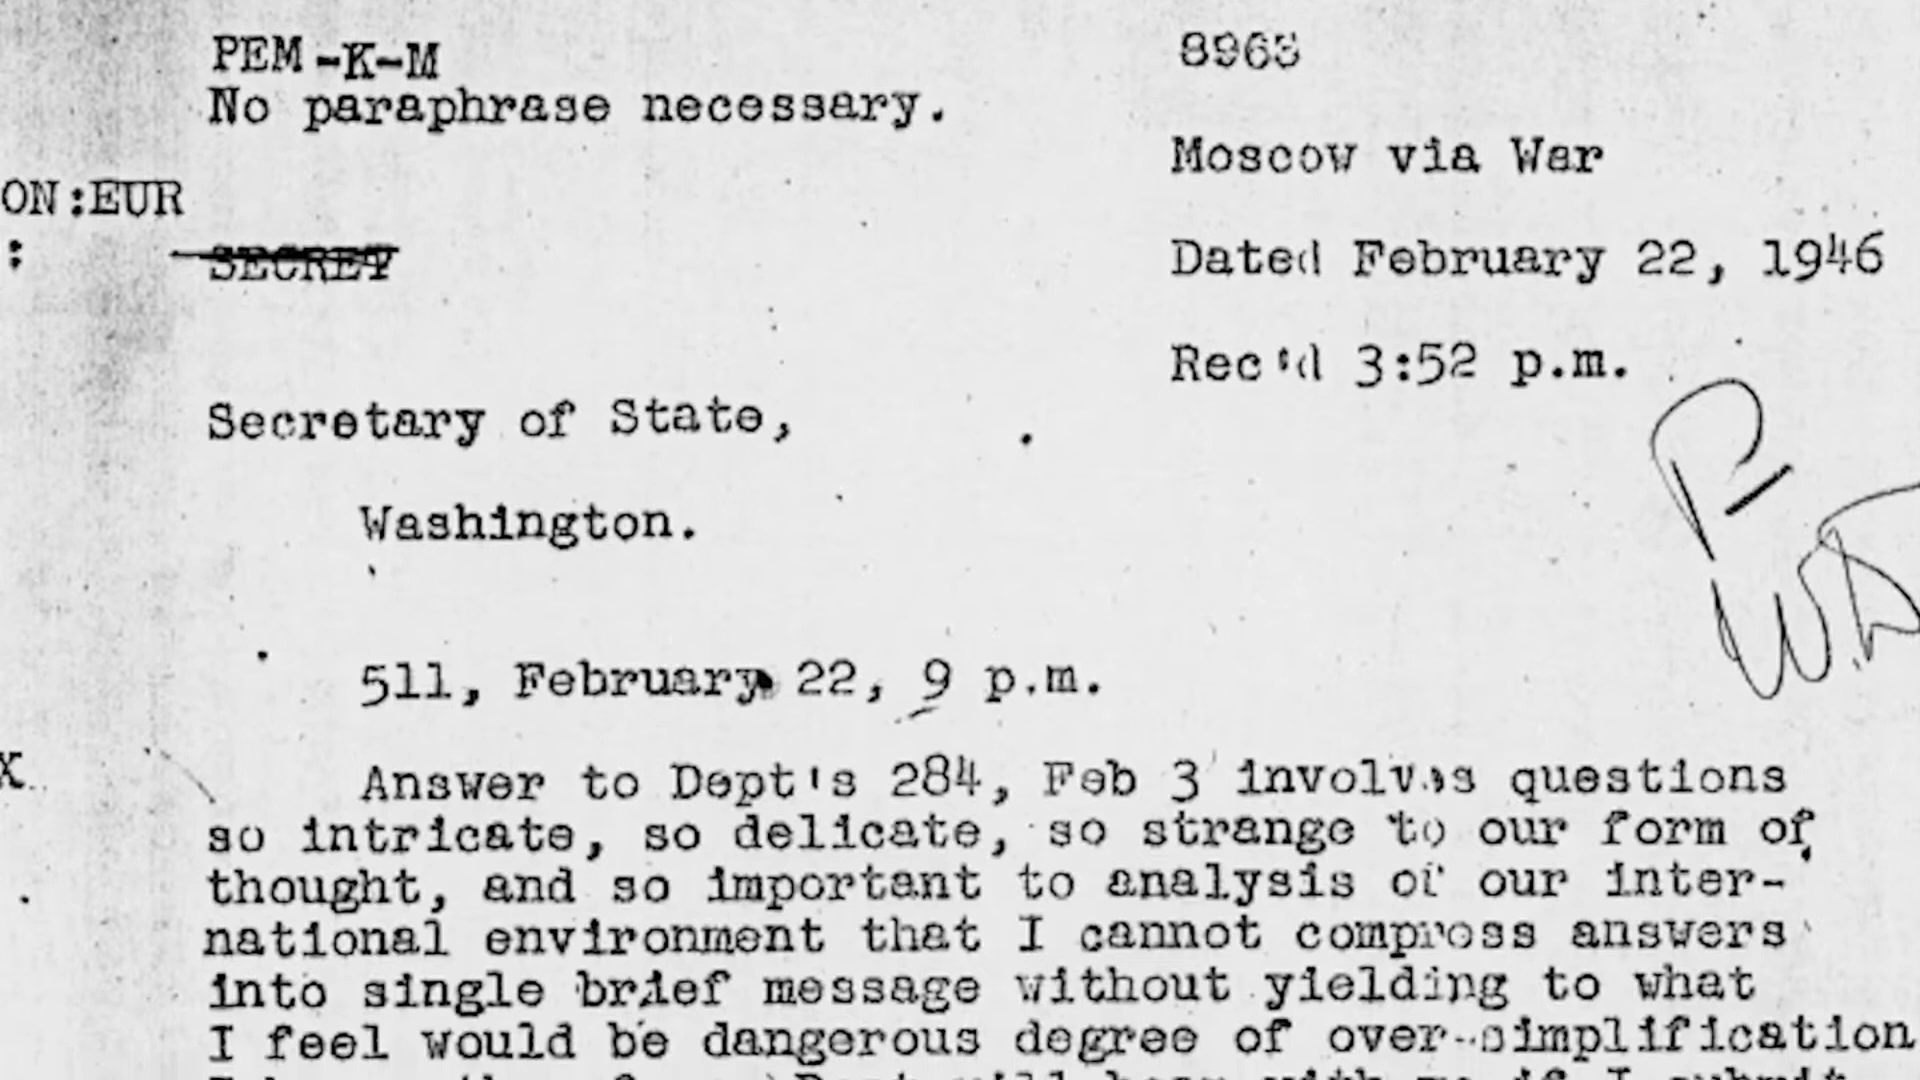 PEM-K-M
8963
No paraphrase necessary.
Moscow via War
ON:EUR
:
SECRET
Dated February 22, 1946
Rec'd 3:52 p.m.
Secretary of State,
Washington.
511, February 22, 9 p.m.
X
Answer to Dept's 284, Feb 3 involves questions
so intricate, so delicate, so strange to our form of
thought, and so important to analysis of our inter-
national environment that I cannot compress answers
into single brief message without yielding to what
I feel would be dangerous degree of over-simplification